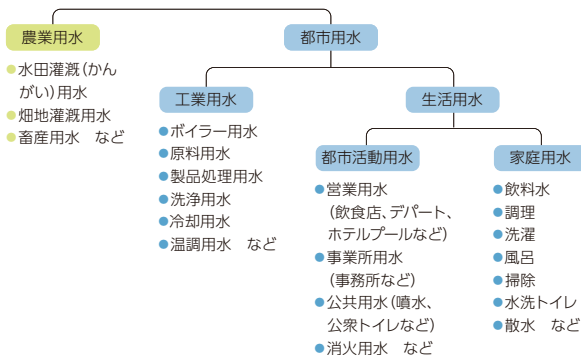 農業用水
都市用水
●水田灌漑(かん
がい)用水
●畑地灌漑用水
●畜産用水　など
工業用水
生活用水
●ボイラー用水
●原料用水
●製品処理用水
●洗浄用水
●冷却用水
●温調用水　など
都市活動用水
家庭用水
●営業用水
(飲食店、デパート、
ホテルプールなど)
●事業所用水
(事務所など)
●公共用水(噴水、
公衆トイレなど)
●消火用水　など
●飲料水
●調理
●洗濯
●風呂
●掃除
●水洗トイレ
●散水　など